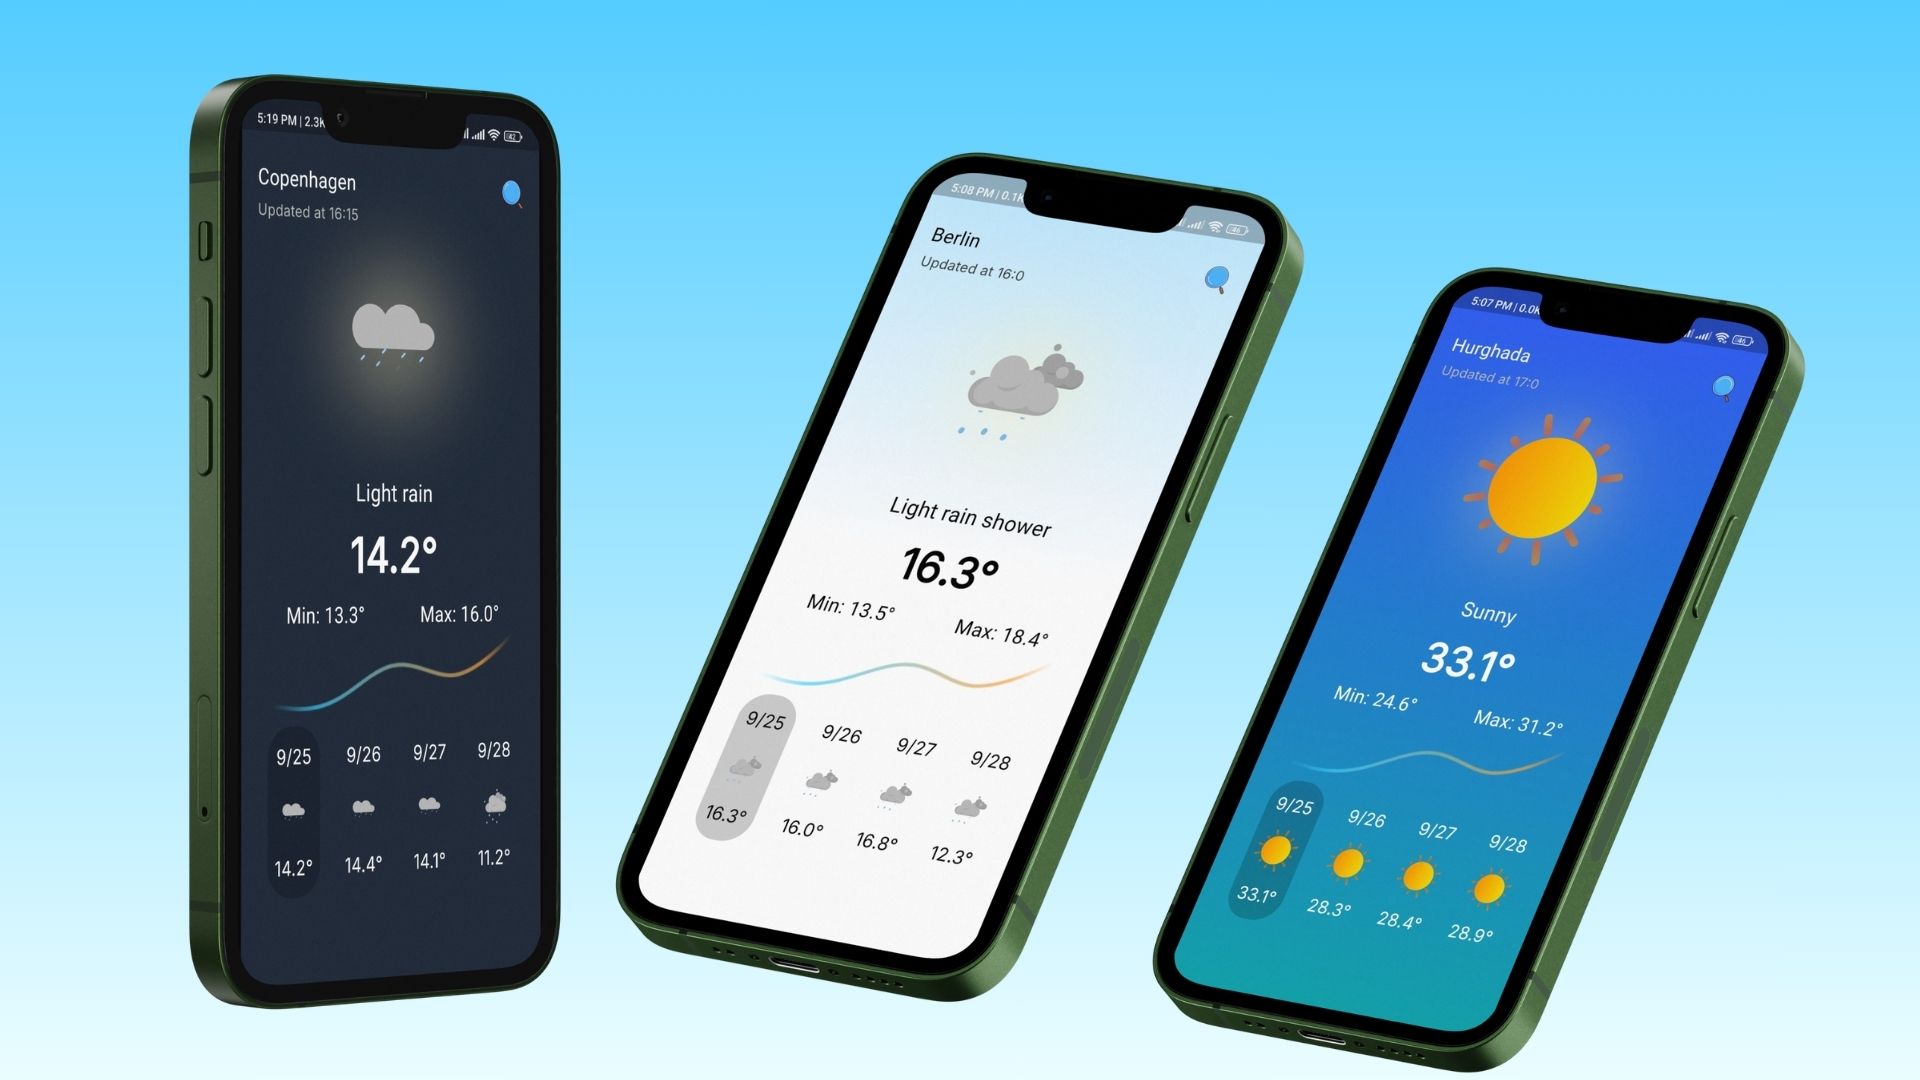 5:19 PM | 2.3K
42
Copenhagen
Updated at 16:15
Light rain
14.2°
Min: 13.3° Max: 16.0°
9/25 9/26 9/27 9/28
14.2° 14.4° 14.1° 11.2°
5:08 PM | 0.1K
46
Berlin
Updated at 16:0
Light rain shower
16.3°
Min: 13.5° Max: 18.4°
9/25 9/26 9/27 9/28
16.3° 16.0° 16.8° 12.3°
5:07 PM | 0.0K
46
Hurghada
Updated at 17:0
Sunny
33.1°
Min: 24.6° Max: 31.2°
9/25 9/26 9/27 9/28
33.1° 28.3° 28.4° 28.9°